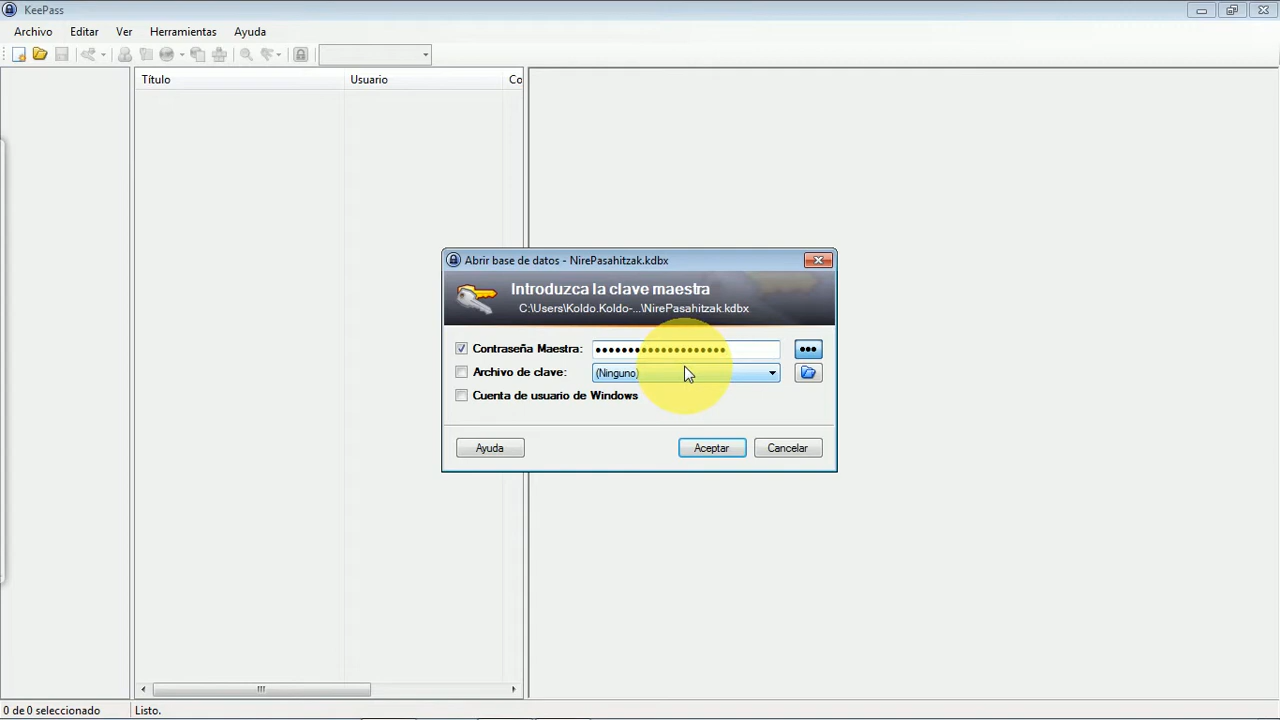 KeePass
Archivo Editar Ver Herramientas Ayuda
Título Usuario Co
Abrir base de datos - NirePasahitzak.kdbx
Introduzca la clave maestra
C:\Users\Koldo.Koldo-...\NirePasahitzak.kdbx
Contraseña Maestra: ••••••••••••••••••••
Archivo de clave: (Ninguno)
Cuenta de usuario de Windows
Ayuda Aceptar Cancelar
0 de 0 seleccionado Listo.